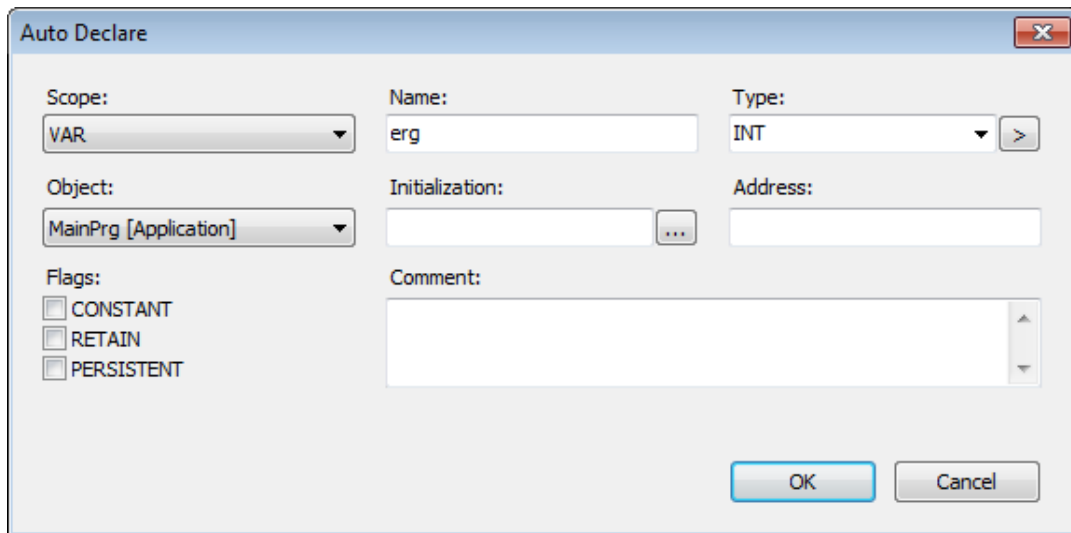 Auto Declare
Scope: Name: Type:
VAR erg INT >
Object: Initialization: Address:
MainPrg [Application] ...
Flags: Comment:
CONSTANT
RETAIN
PERSISTENT
OK Cancel